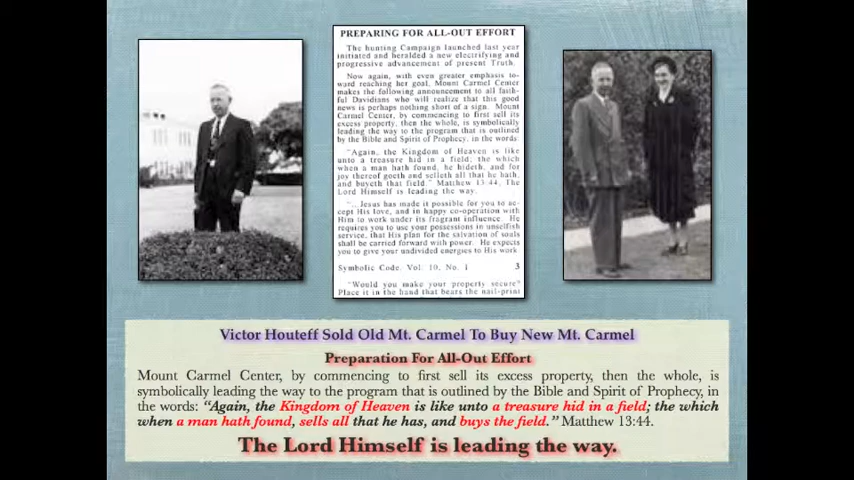 PREPARING FOR ALL-OUT EFFORT
The hunting Campaign launched last year
initiated and heralded a new electrifying and
progressive advancement of present Truth.
Now again, with even greater emphasis to-
ward reaching her goal, Mount Carmel Center
makes the following announcement to all faith-
ful Davidians who will realize that this good
news is perhaps nothing short of a sign. Mount
Carmel Center, by commencing to first sell its
excess property, then the whole, is symbolically
leading the way to the program that is outlined
by the Bible and Spirit of Prophecy, in the words:
"Again, the Kingdom of Heaven is like
unto a treasure hid in a field; the which
when a man hath found, he hideth, and for
joy thereof goeth and selleth all that he hath,
and buyeth that field." Matthew 13:44, The
Lord Himself is leading the way.
"...Jesus has made it possible for you to ac-
cept His love, and in happy co-operation with
Him to work under its fragrant influence. He
requires you to use your possessions in unselfish
service, that His plan for the salvation of souls
shall be carried forward with power. He expects
you to give your undivided energies to His work
Symbolic Code, Vol. 10, No. 1 3
"Would you make your property secure?
Place it in the hand that bears the nail-print
Victor Houteff Sold Old Mt. Carmel To Buy New Mt. Carmel
Preparation For All-Out Effort
Mount Carmel Center, by commencing to first sell its excess property, then the whole, is
symbolically leading the way to the program that is outlined by the Bible and Spirit of Prophecy, in
the words: “Again, the Kingdom of Heaven is like unto a treasure hid in a field; the which
when a man hath found, sells all that he has, and buys the field.” Matthew 13:44.
The Lord Himself is leading the way.